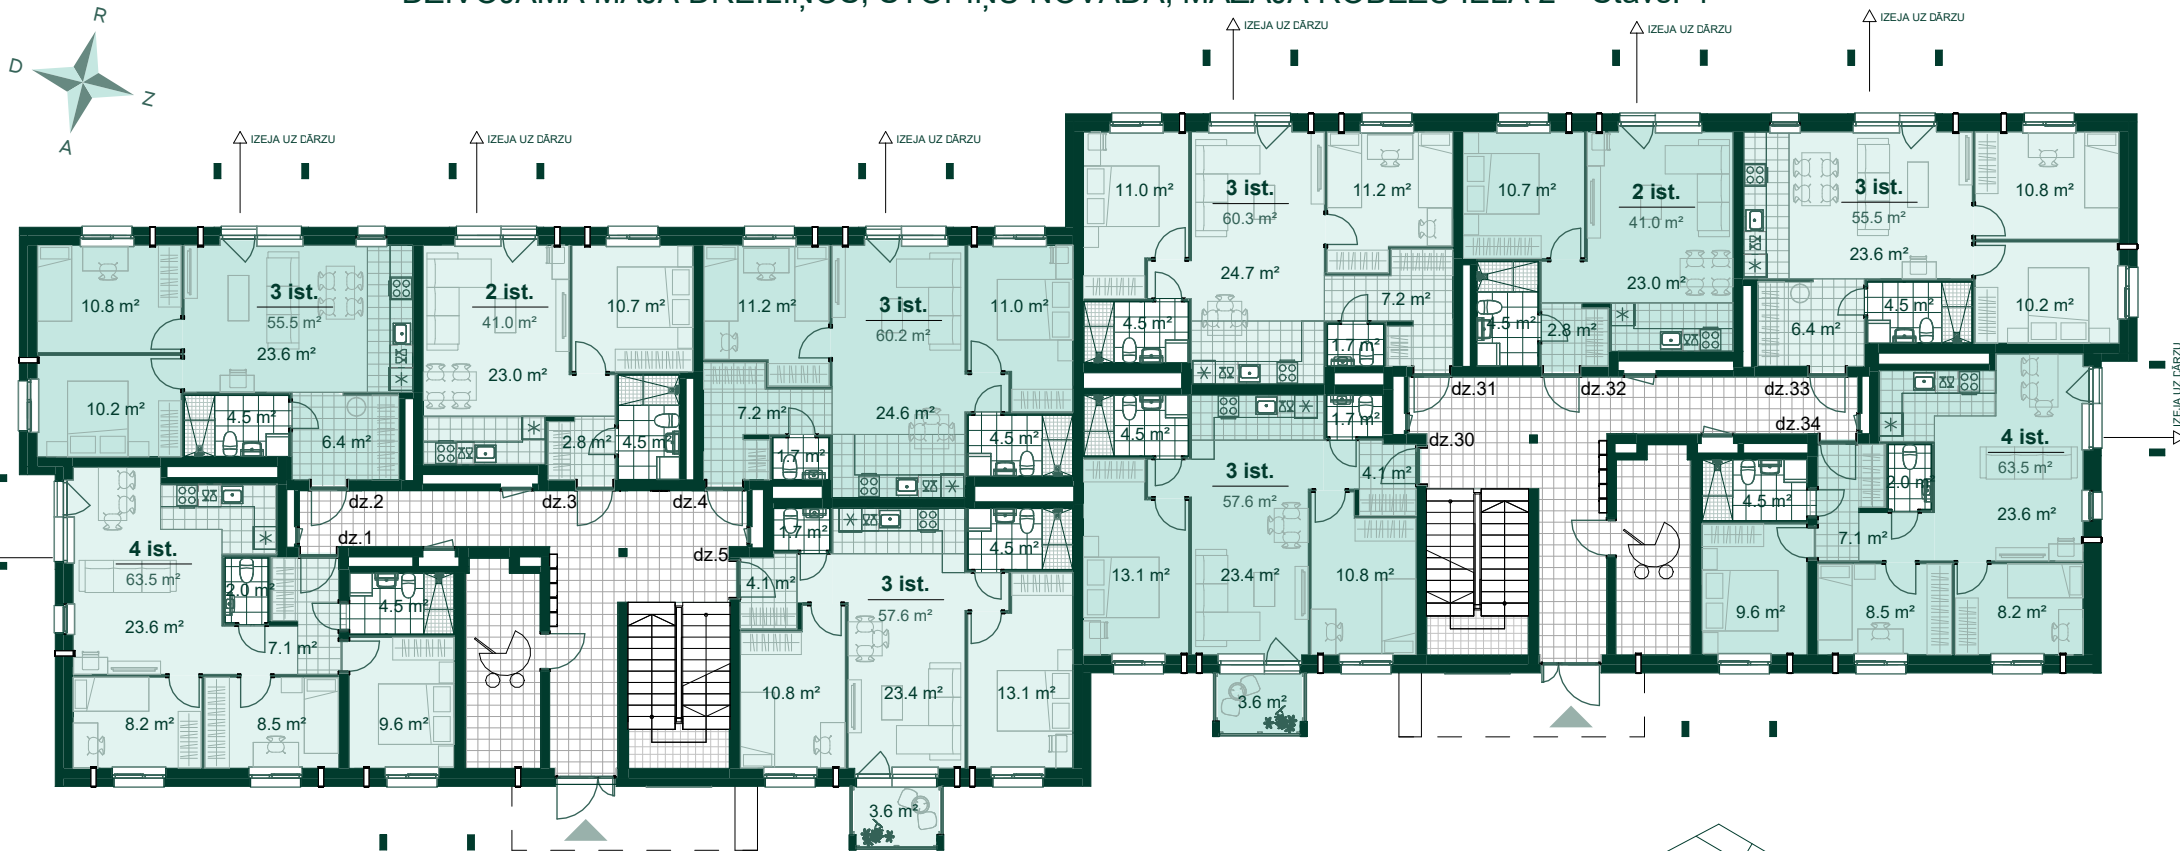 R
D
Z
A
IZEJA UZ DĀRZU
IZEJA UZ DĀRZU
IZEJA UZ DĀRZU
IZEJA UZ DĀRZU
IZEJA UZ DĀRZU
IZEJA UZ DĀRZU
IZEJA UZ DĀRZU
10.8 m²
3 ist.
55.5 m²
23.6 m²
10.2 m²
4.5 m²
6.4 m²
dz.2
2 ist.
41.0 m²
10.7 m²
23.0 m²
2.8 m²
4.5 m²
dz.3
11.2 m²
3 ist.
60.2 m²
11.0 m²
7.2 m²
24.6 m²
1.7 m²
4.5 m²
dz.4
dz.1
4 ist.
63.5 m²
2.0 m²
4.5 m²
23.6 m²
7.1 m²
8.2 m²
8.5 m²
9.6 m²
dz.5
1.7 m²
4.5 m²
4.1 m²
3 ist.
57.6 m²
10.8 m²
23.4 m²
13.1 m²
3.6 m²
11.0 m²
3 ist.
60.3 m²
11.2 m²
24.7 m²
7.2 m²
4.5 m²
1.7 m²
dz.31
10.7 m²
2 ist.
41.0 m²
23.0 m²
4.5 m²
2.8 m²
dz.32
3 ist.
55.5 m²
10.8 m²
23.6 m²
10.2 m²
4.5 m²
6.4 m²
dz.33
dz.34
dz.30
4.5 m²
1.7 m²
4.1 m²
3 ist.
57.6 m²
13.1 m²
23.4 m²
10.8 m²
3.6 m²
4 ist.
63.5 m²
4.5 m²
2.0 m²
23.6 m²
7.1 m²
9.6 m²
8.5 m²
8.2 m²